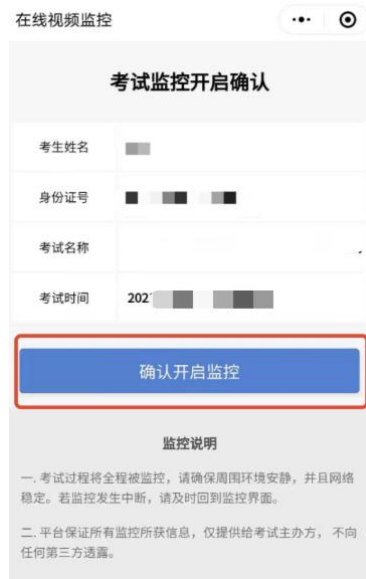 在线视频监控
考试监控开启确认
考生姓名
身份证号
考试名称
考试时间 202
确认开启监控
监控说明
一. 考试过程将全程被监控，请确保周围环境安静，并且网络
稳定。若监控发生中断，请及时回到监控界面。
二. 平台保证所有监控所获信息，仅提供给考试主办方， 不向
任何第三方透露。